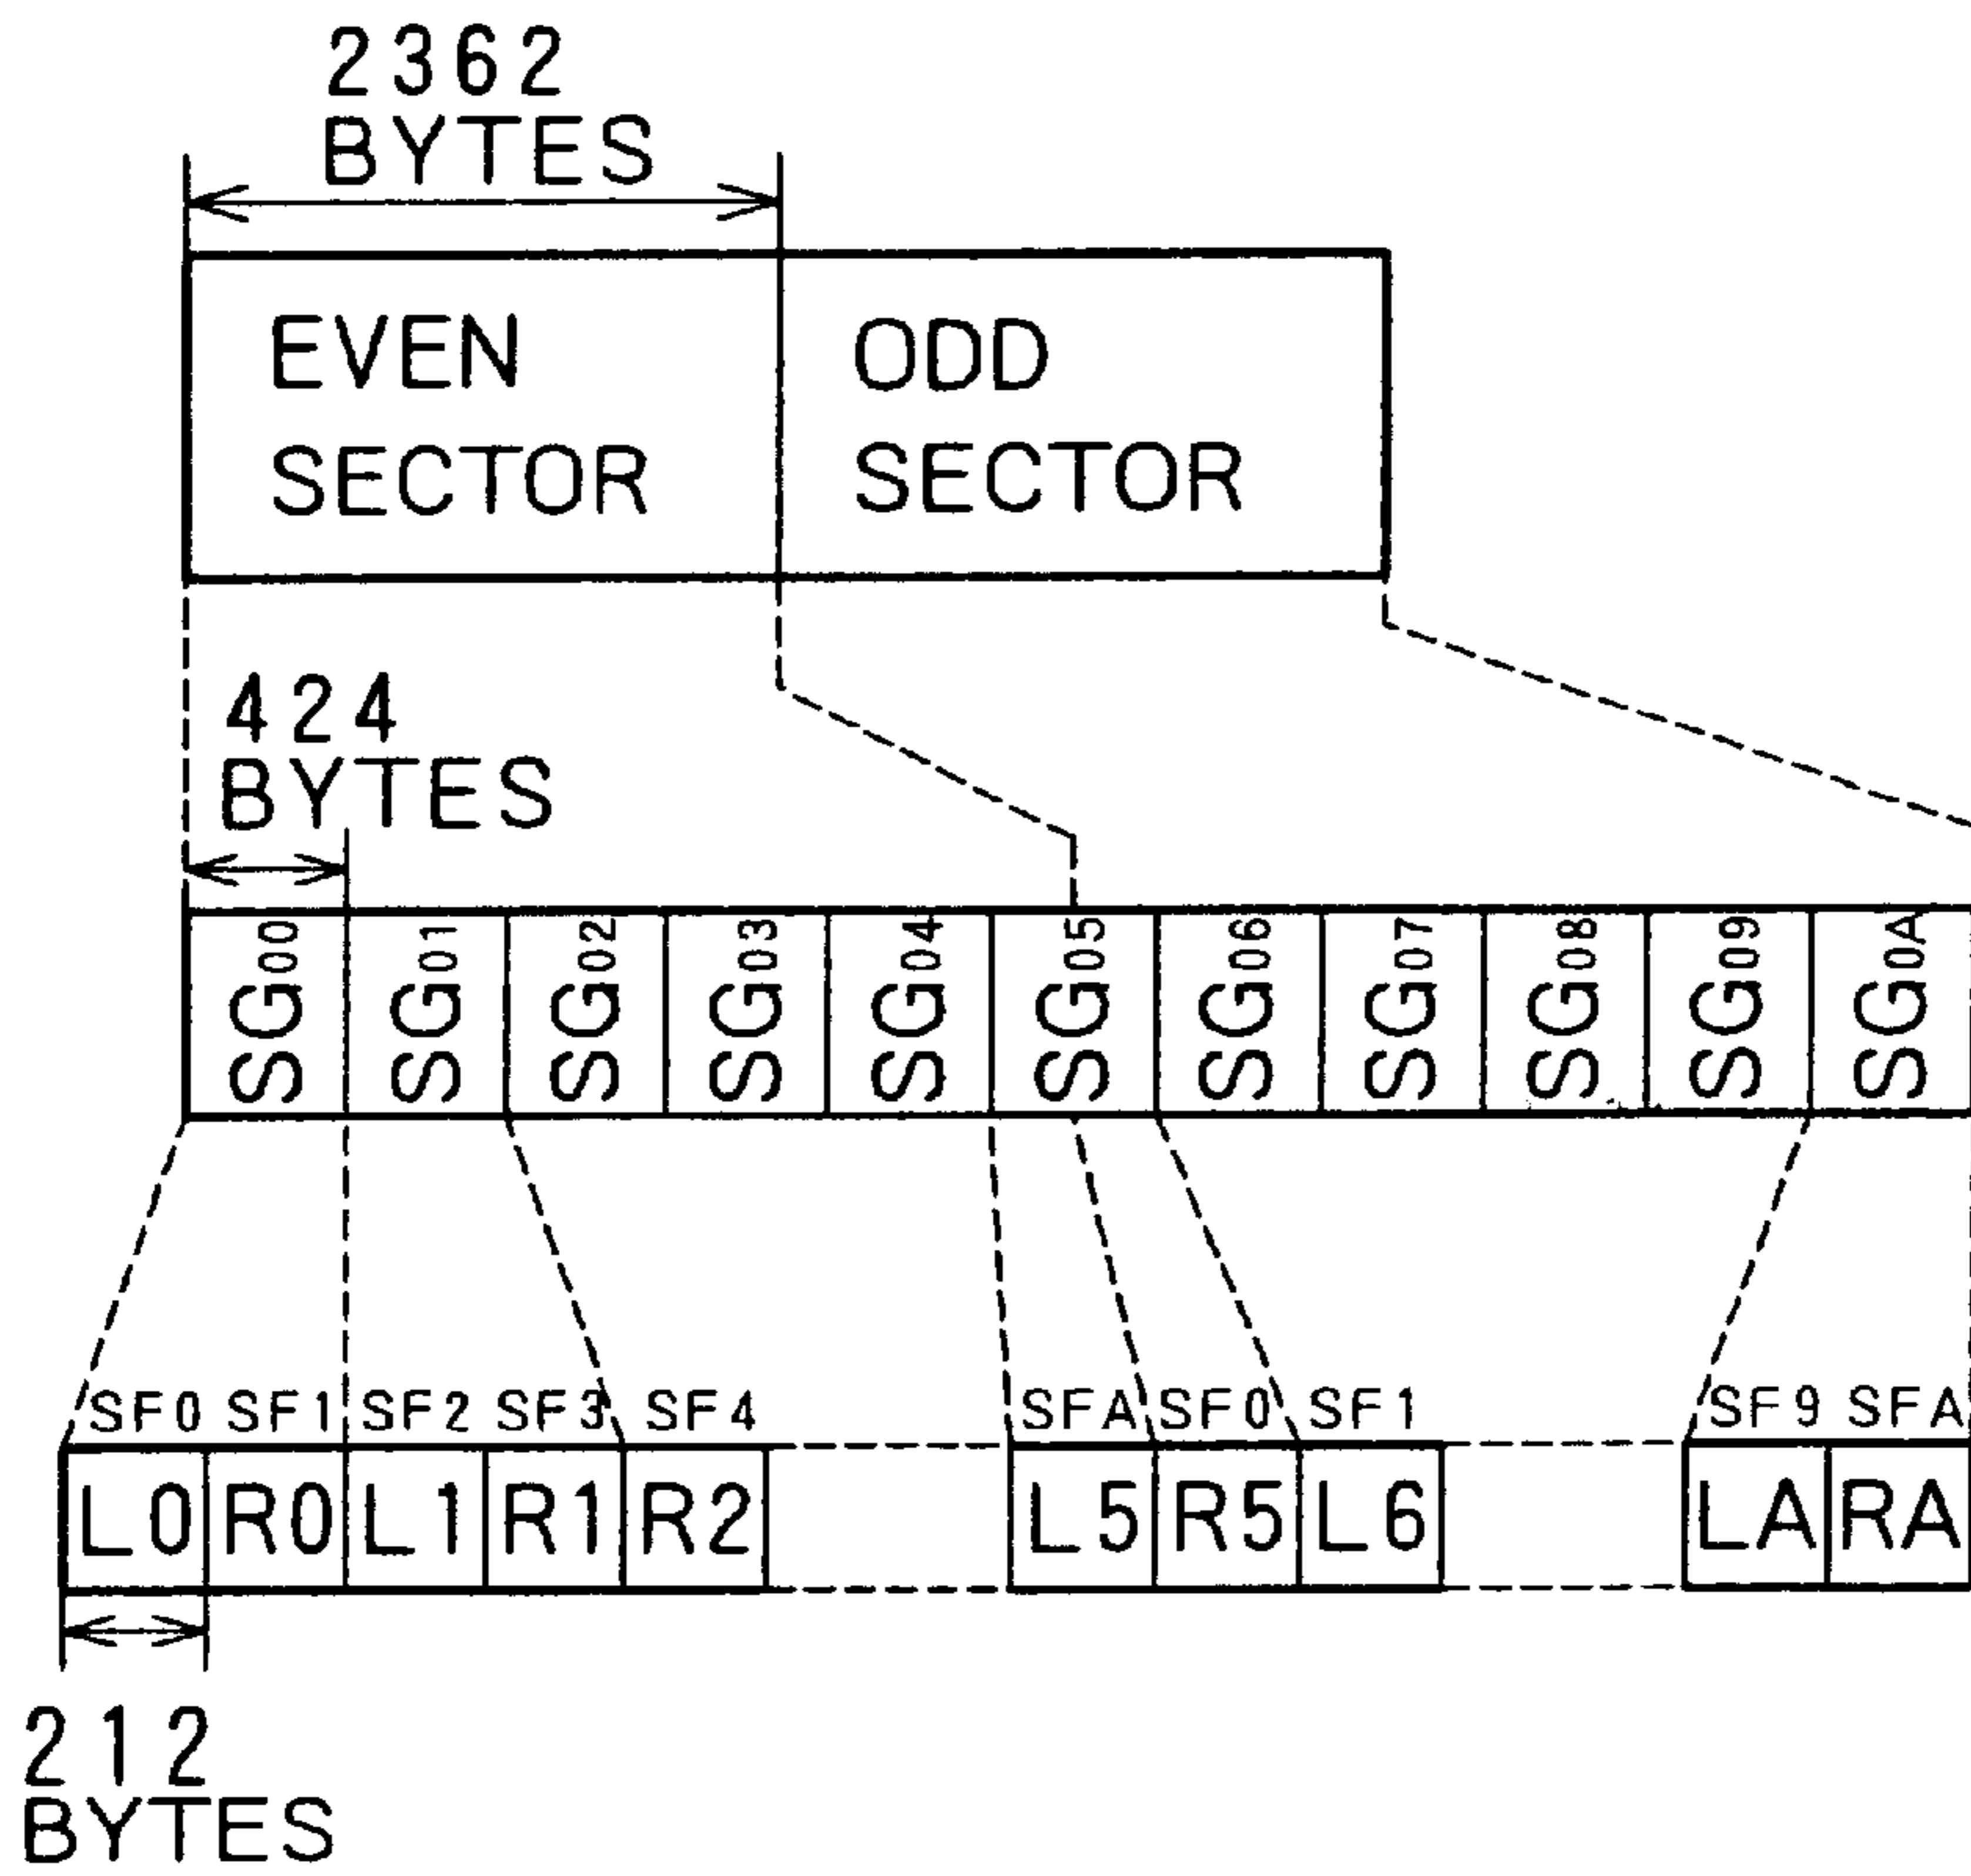 2362
BYTES
EVEN
SECTOR
ODD
SECTOR
424
BYTES
SG00 SG01 SG02 SG03 SG04 SG05 SG06 SG07 SG08 SG09 SG0A
SF0 SF1 SF2 SF3 SF4 SFA SF0 SF1 SF9 SFA
L0 R0 L1 R1 R2 L5 R5 L6 LA RA
212
BYTES